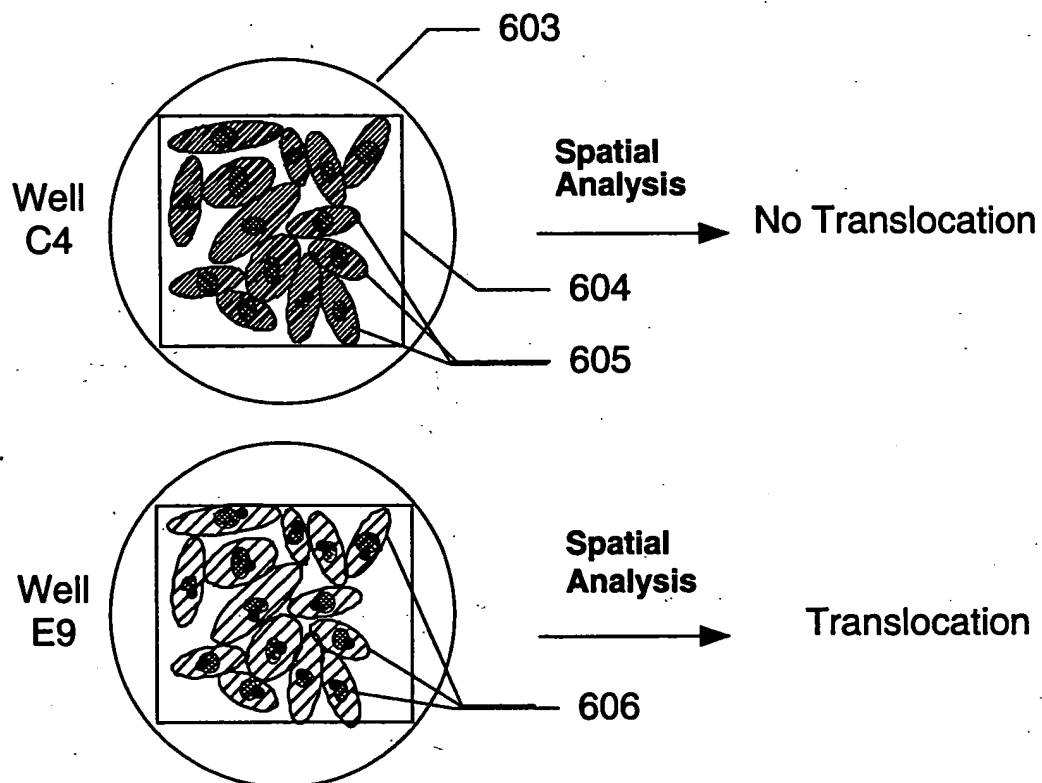 603
Well
C4
Spatial
Analysis
No Translocation
604
605
Well
E9
Spatial
Analysis
Translocation
606